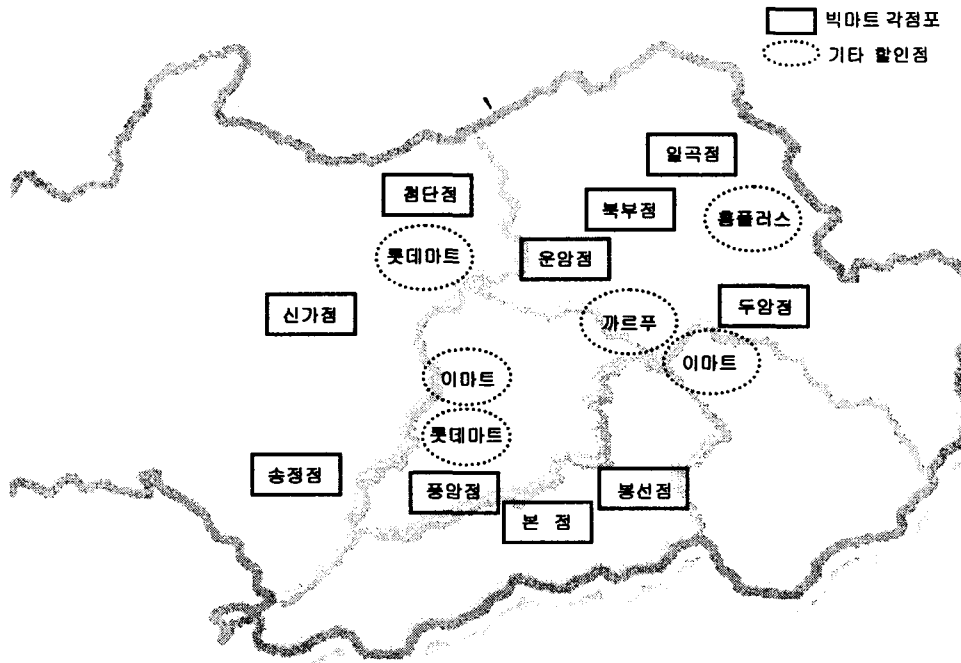 빅마트 각점포
기타 할인점
일곡점
첨단점
북부점
홈플러스
롯데마트
운암점
신가점
두암점
까르푸
이마트
이마트
롯데마트
송정점
풍암점
봉선점
본 점